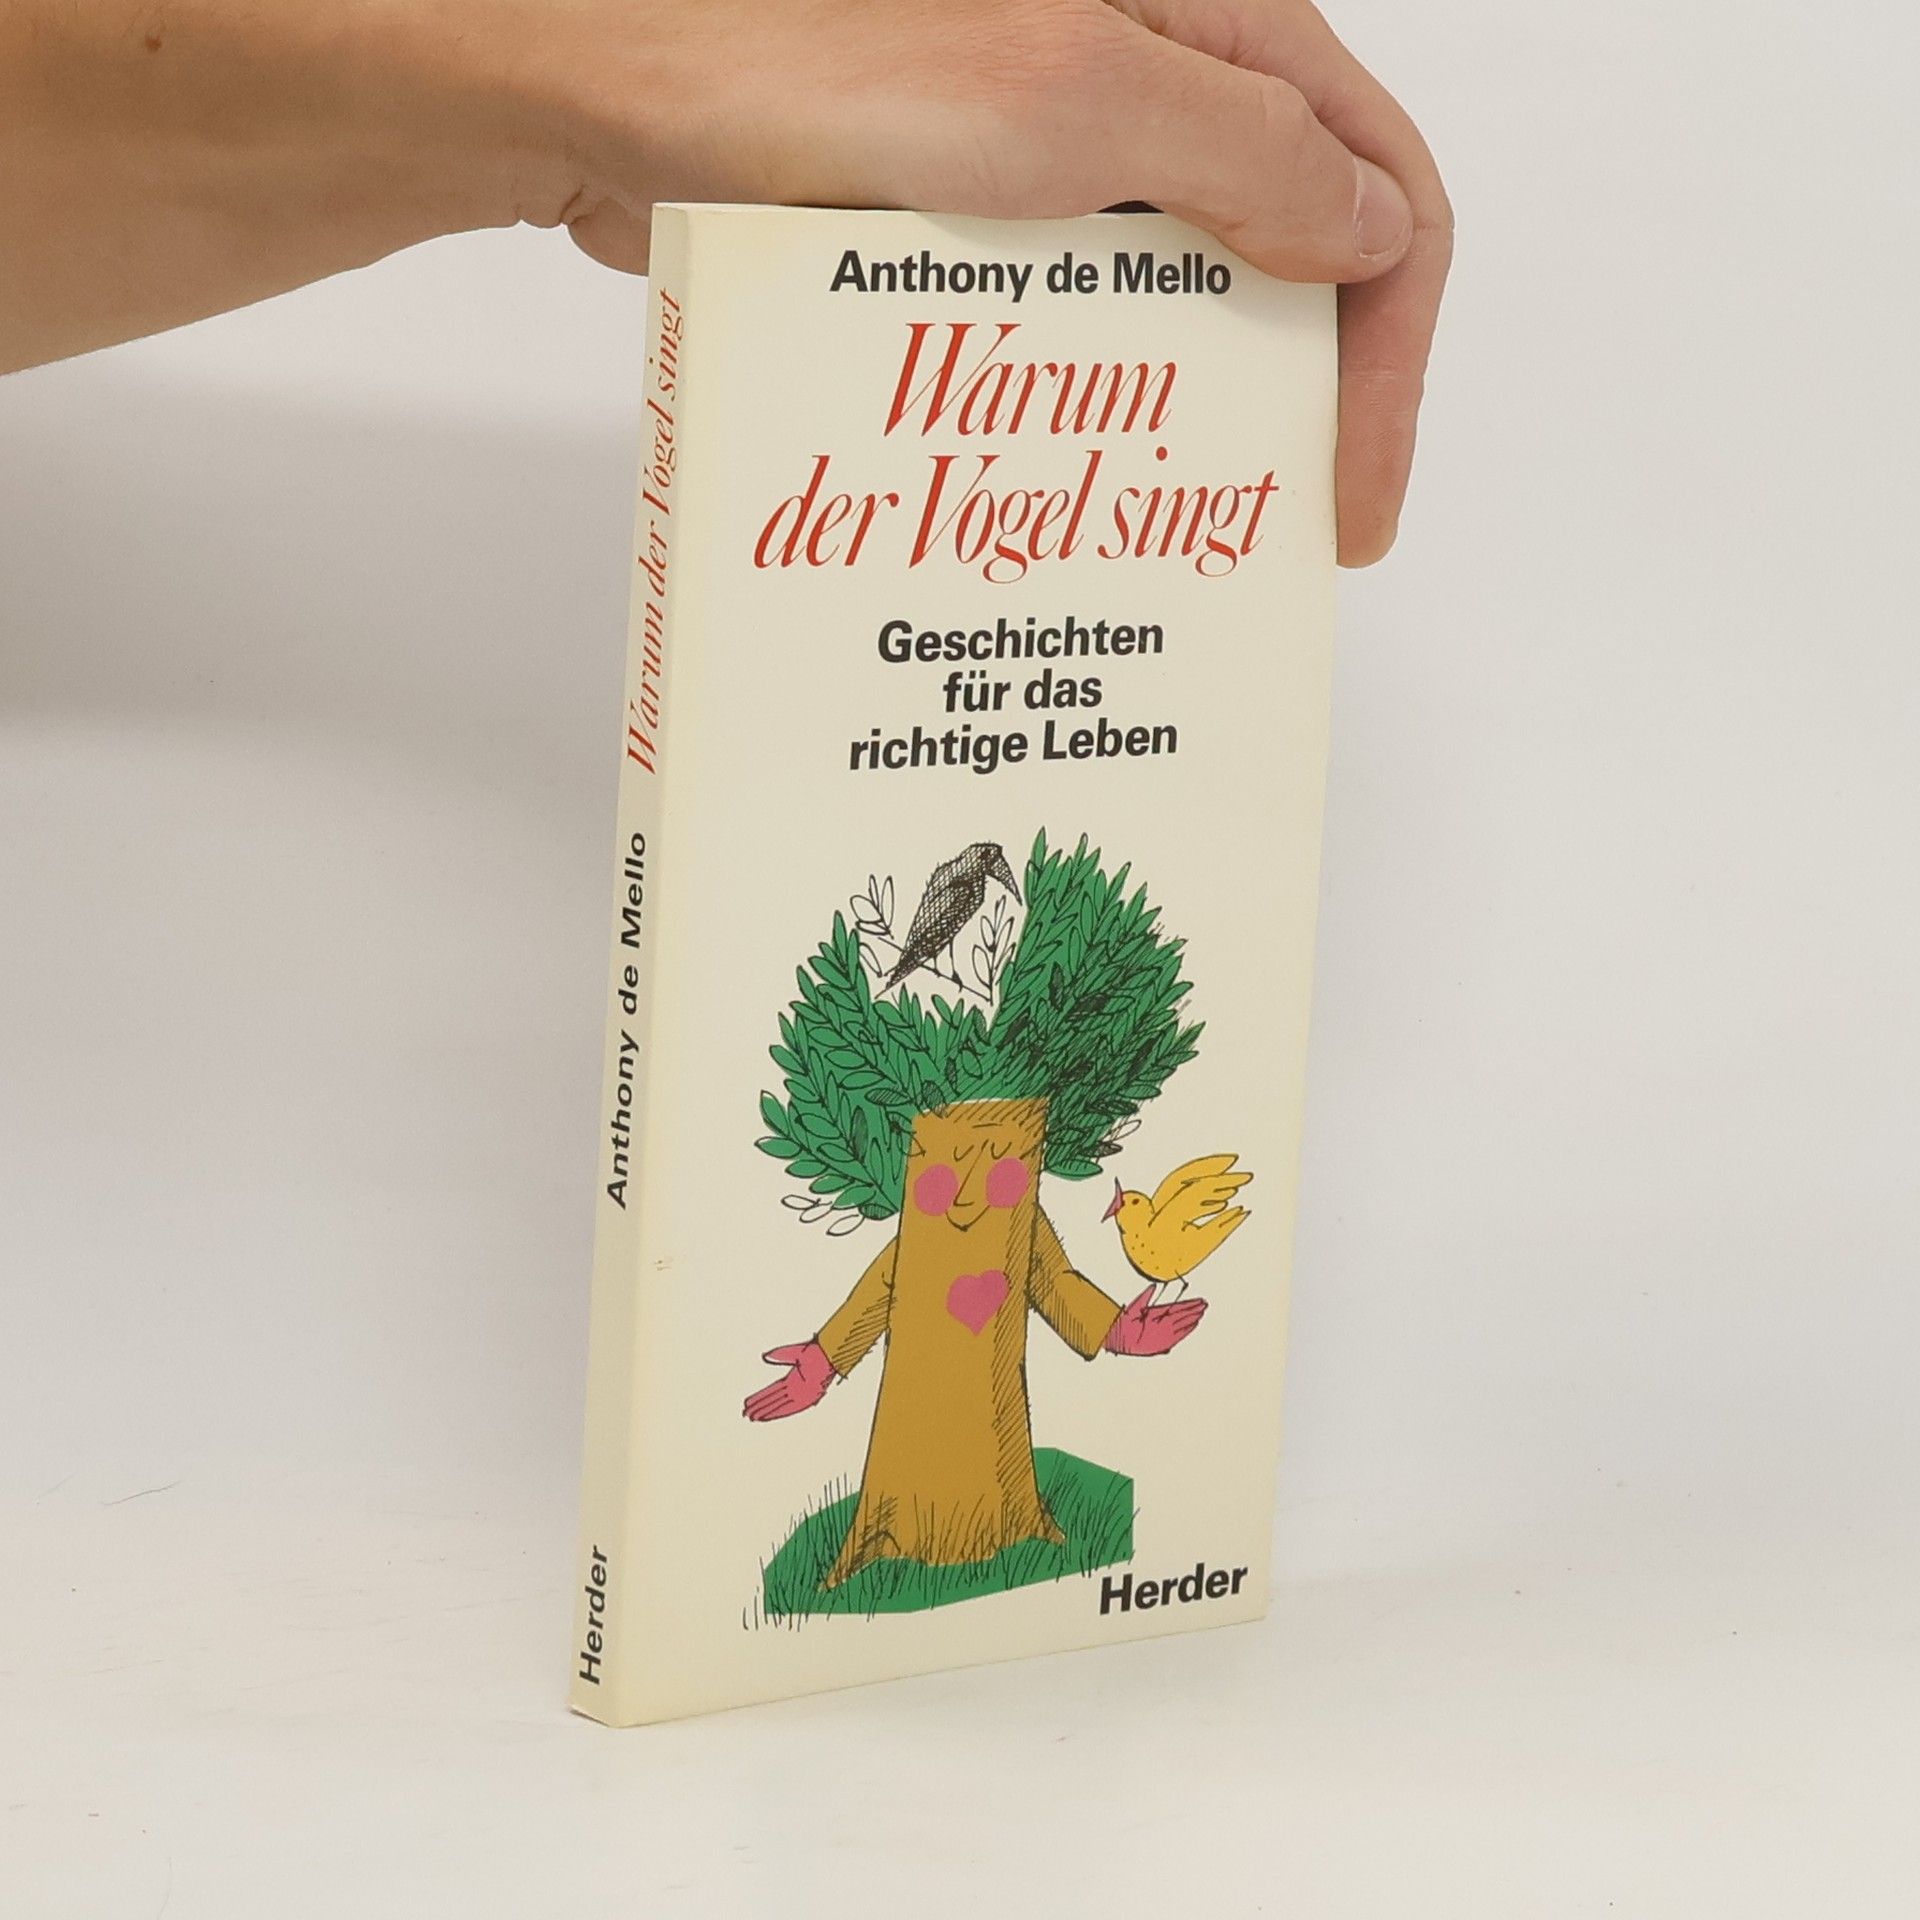 Anthony de Mello
Warum
der Vogel singt
Geschichten
für das
richtige Leben
Herder
Herder Anthony de Mello Warum der Vogel singt